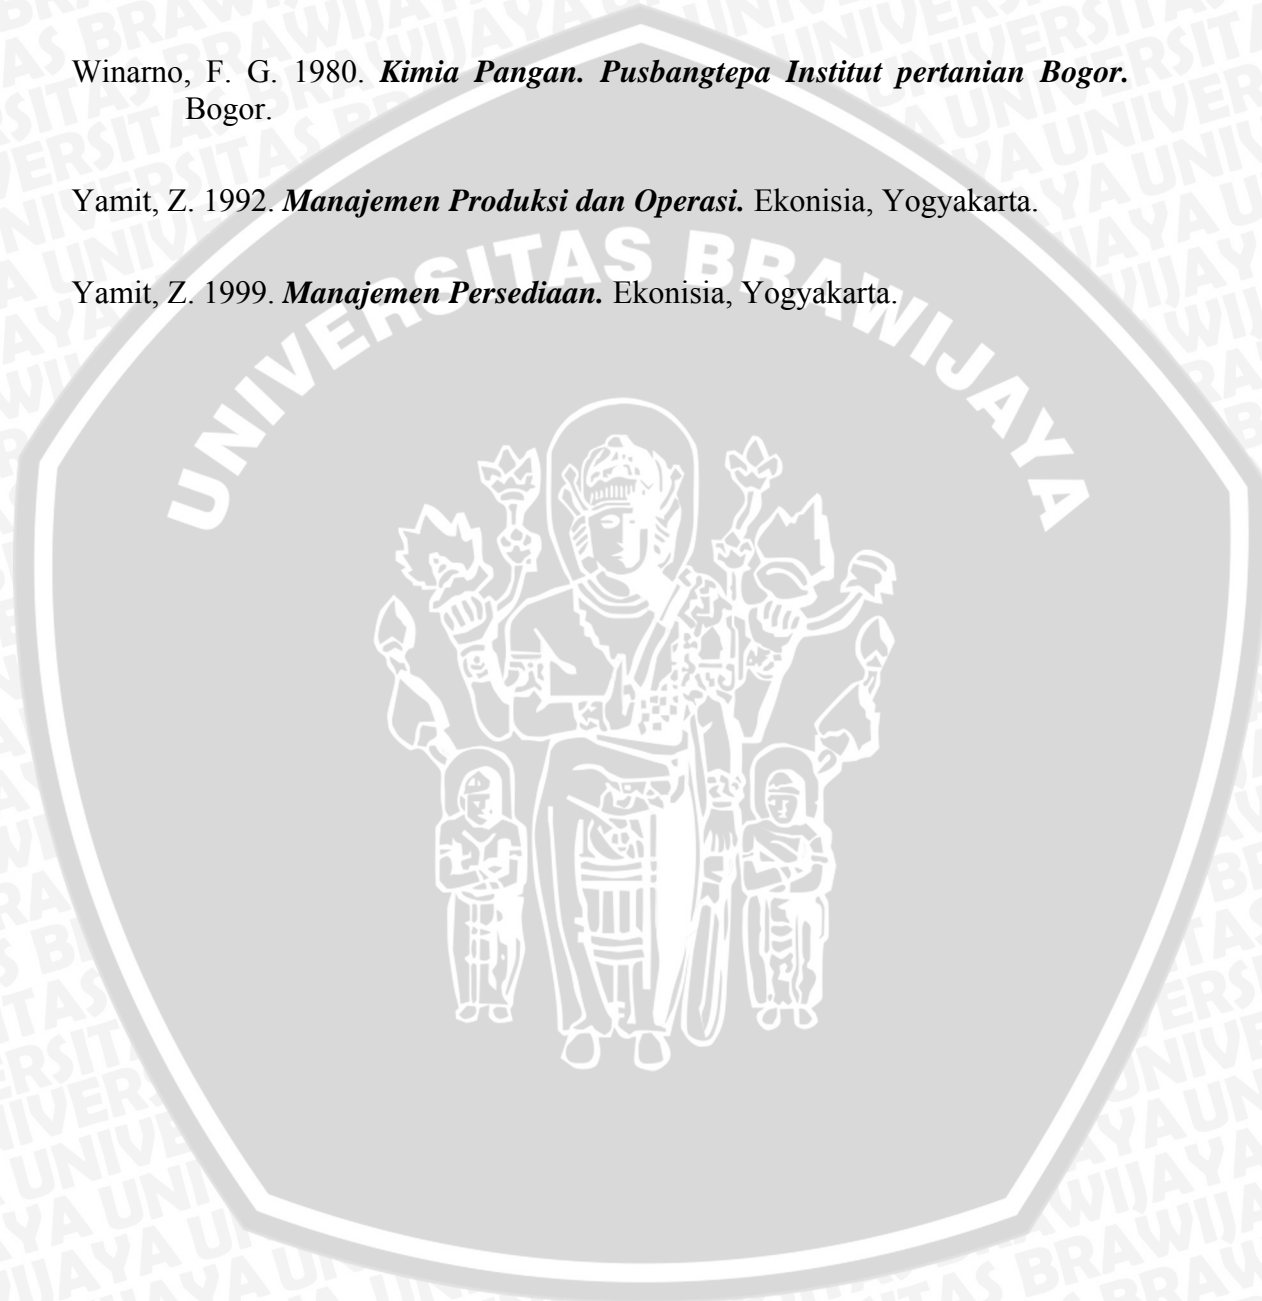 Winarno, F. G. 1980. Kimia Pangan. Pusbangtepa Institut pertanian Bogor.
Bogor.
Yamit, Z. 1992. Manajemen Produksi dan Operasi. Ekonisia, Yogyakarta.
Yamit, Z. 1999. Manajemen Persediaan. Ekonisia, Yogyakarta.
UNIVERSITAS BRAWIJAYA